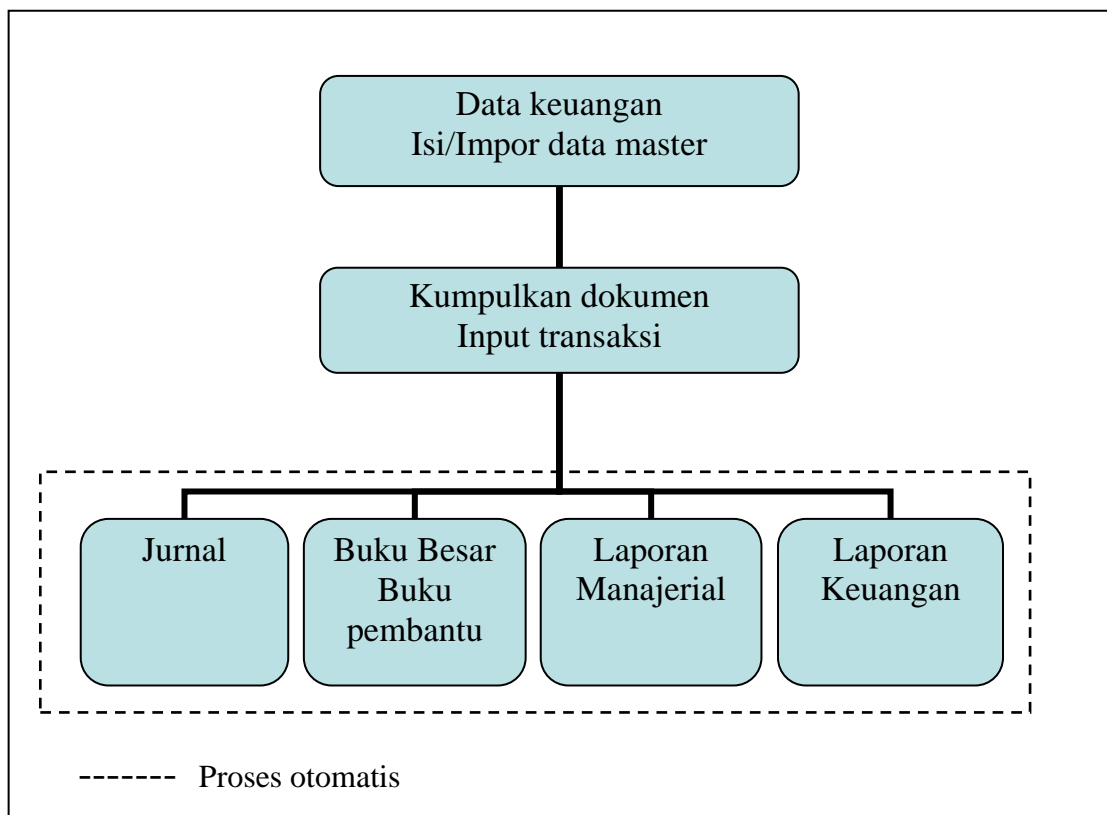 Data keuangan
Isi/Impor data master
Kumpulkan dokumen
Input transaksi
Jurnal
Buku Besar
Buku
pembantu
Laporan
Manajerial
Laporan
Keuangan
Proses otomatis